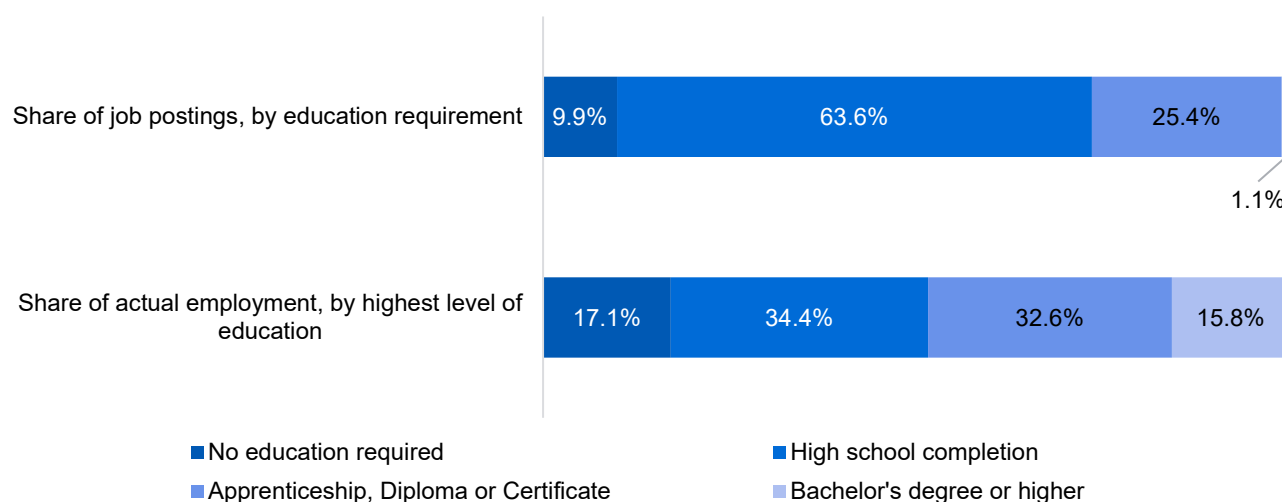 Share of job postings, by education requirement
9.9%
63.6%
25.4%
1.1%
Share of actual employment, by highest level of
education
17.1%
34.4%
32.6%
15.8%
No education required
High school completion
Apprenticeship, Diploma or Certificate
Bachelor's degree or higher